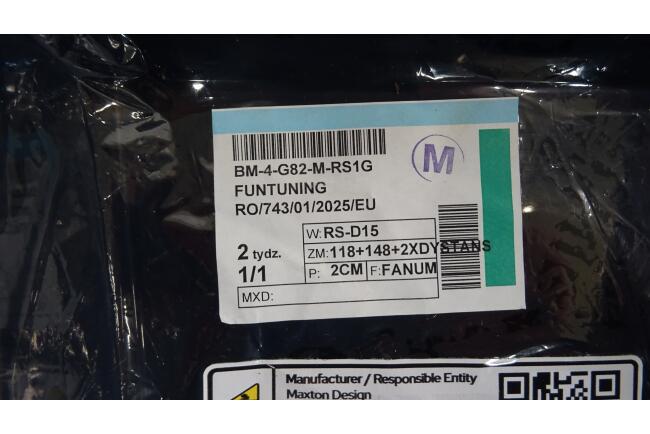 BM-4-G82-M-RS1G
M
FUNTUNING
RO/743/01/2025/EU
W: RS-D15
2 tydz.
ZM: 118+148+2XDYSTANS
1/1
P: 2CM F: FANUM
MXD:
Manufacturer / Responsible Entity
Maxton Design